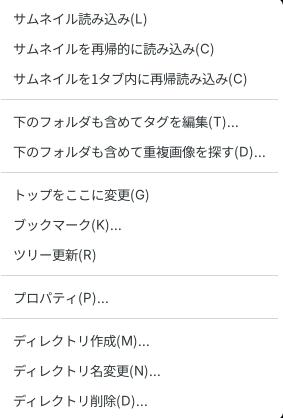 サムネイル読み込み(L)
サムネイルを再帰的に読み込み(C)
サムネイルを1タブ内に再帰読み込み(C)
下のフォルダも含めてタグを編集(T)...
下のフォルダも含めて重複画像を探す(D)...
トップをここに変更(G)
ブックマーク(K)...
ツリー更新(R)
プロパティ(P)...
ディレクトリ作成(M)...
ディレクトリ名変更(N)...
ディレクトリ削除(D)...